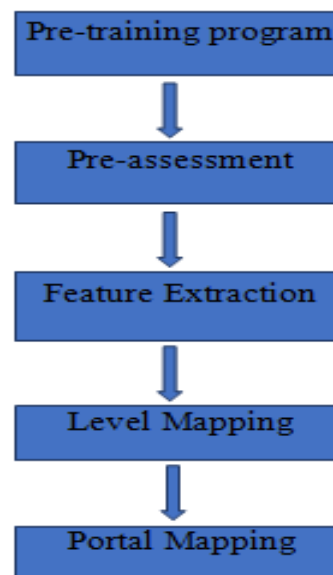 Pre-training program
Pre-assessment
Feature Extraction
Level Mapping
Portal Mapping